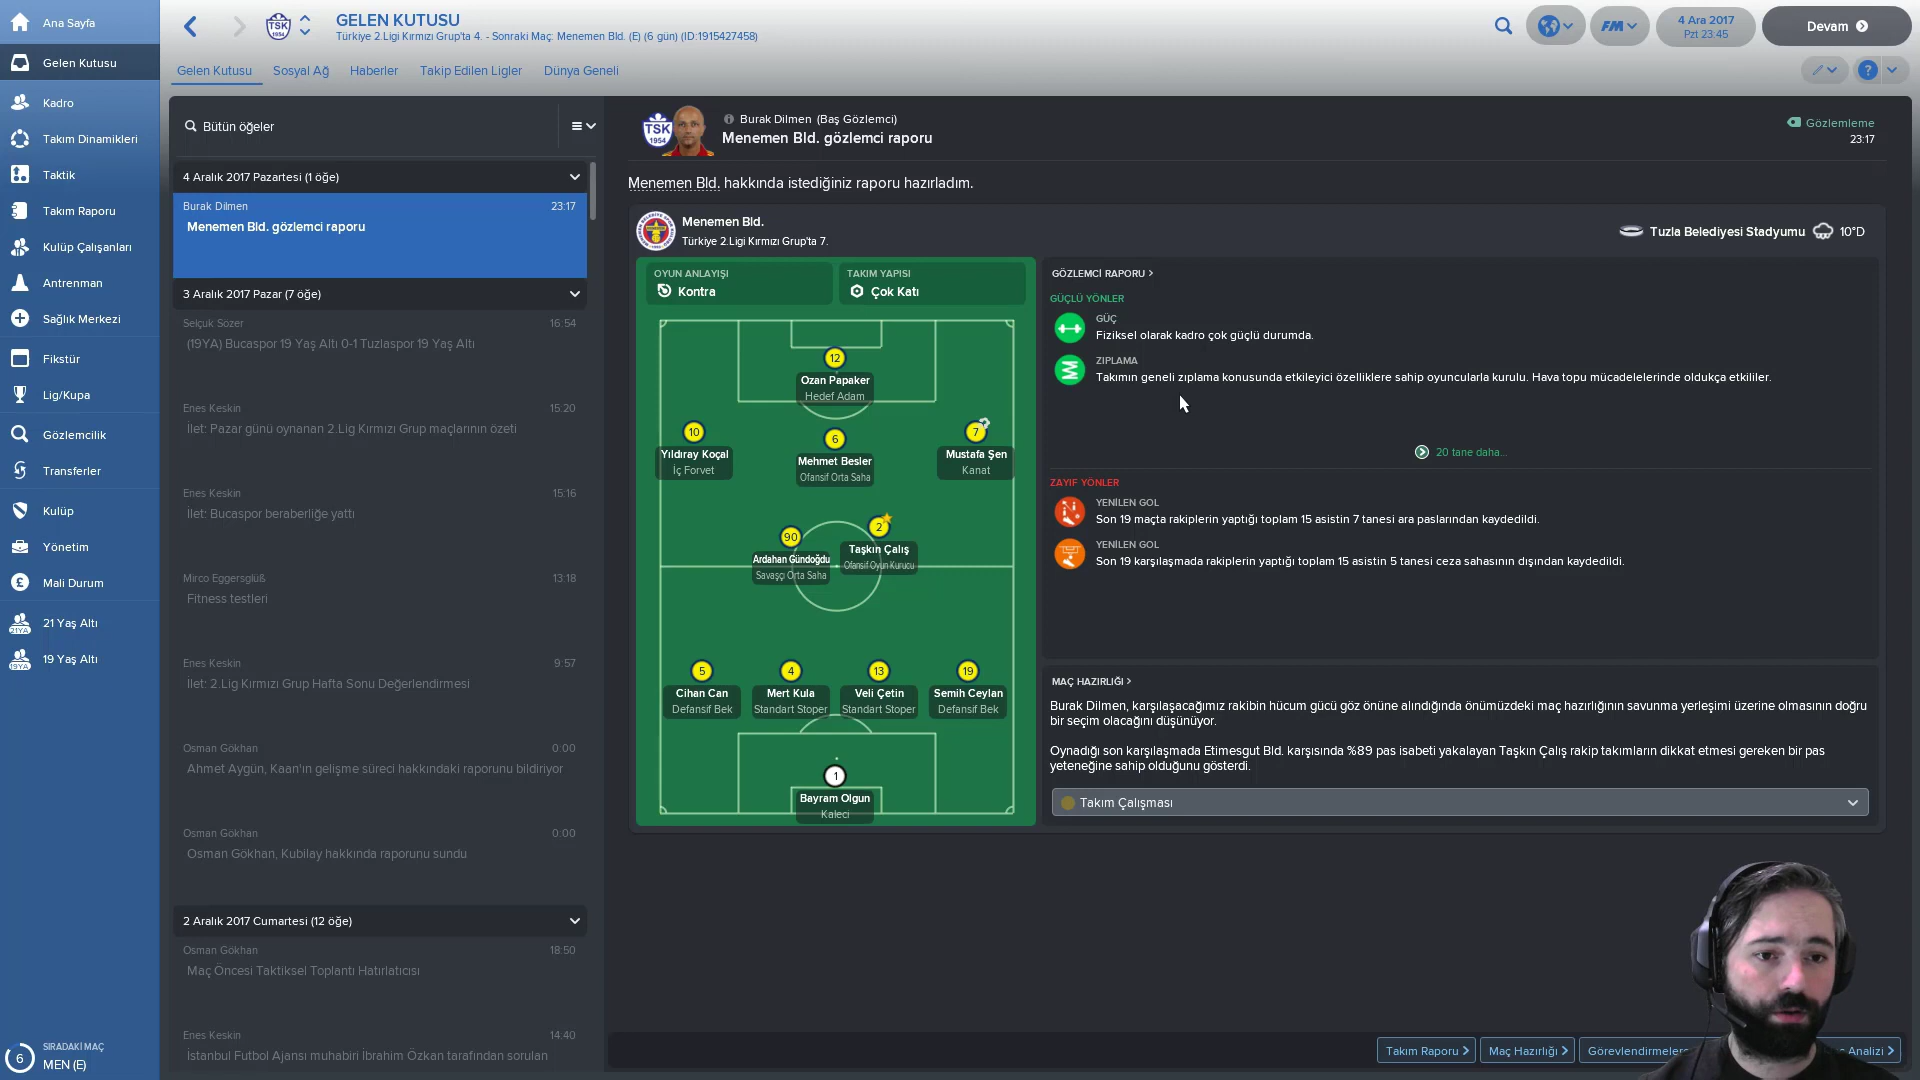 Ana Sayfa
Gelen Kutusu
Kadro
Takım Dinamikleri
Taktik
Takım Raporu
Kulüp Çalışanları
Antrenman
Sağlık Merkezi
Fikstür
Lig/Kupa
Gözlemcilik
Transferler
Kulüp
Yönetim
Mali Durum
21YA
21 Yaş Altı
19YA
19 Yaş Altı
6
SIRADAKİ MAÇ
MEN (E)
TSK
1954
GELEN KUTUSU
Türkiye 2.Ligi Kırmızı Grup'ta 4. - Sonraki Maç: Menemen Bld. (E) (6 gün) (ID:1915427458)
FM
4 Ara 2017
Pzt 23:45
Devam
Gelen Kutusu
Sosyal Ağ
Haberler
Takip Edilen Ligler
Dünya Geneli
?
Bütün öğeler
4 Aralık 2017 Pazartesi (1 öğe)
Burak Dilmen 23:17
Menemen Bld. gözlemci raporu
3 Aralık 2017 Pazar (7 öğe)
Selçuk Sözer 16:54
(19YA) Bucaspor 19 Yaş Altı 0-1 Tuzlaspor 19 Yaş Altı
Enes Keskin 15:20
İlet: Pazar günü oynanan 2.Lig Kırmızı Grup maçlarının özeti
Enes Keskin 15:16
İlet: Bucaspor beraberliğe yattı
Mirco Eggersglüß 13:18
Fitness testleri
Enes Keskin 9:57
İlet: 2.Lig Kırmızı Grup Hafta Sonu Değerlendirmesi
Osman Gökhan 0:00
Ahmet Aygün, Kaan'ın gelişme süreci hakkındaki raporunu bildiriyor
Osman Gökhan 0:00
Osman Gökhan, Kubilay hakkında raporunu sundu
2 Aralık 2017 Cumartesi (12 öğe)
Osman Gökhan 18:50
Maç Öncesi Taktiksel Toplantı Hatırlatıcısı
Enes Keskin 14:40
İstanbul Futbol Ajansı muhabiri İbrahim Özkan tarafından sorulan
TSK
1954
Burak Dilmen (Baş Gözlemci)
Menemen Bld. gözlemci raporu
Gözlemleme
23:17
Menemen Bld. hakkında istediğiniz raporu hazırladım.
Menemen Bld.
Türkiye 2.Ligi Kırmızı Grup'ta 7.
Tuzla Belediyesi Stadyumu 10°D
OYUN ANLAYIŞI
Kontra
TAKIM YAPISI
Çok Katı
12
Ozan Papaker
Hedef Adam
10
Yıldıray Koçal
İç Forvet
6
Mehmet Besler
Ofansif Orta Saha
7
Mustafa Şen
Kanat
90
Ardahan Gündoğdu
Savaşçı Orta Saha
2
Taşkın Çalış
Ofansif Oyun Kurucu
5
Cihan Can
Defansif Bek
4
Mert Kula
Standart Stoper
13
Veli Çetin
Standart Stoper
19
Semih Ceylan
Defansif Bek
1
Bayram Olgun
Kaleci
GÖZLEMCİ RAPORU
GÜÇLÜ YÖNLER
GÜÇ
Fiziksel olarak kadro çok güçlü durumda.
ZIPLAMA
Takımın geneli zıplama konusunda etkileyici özelliklere sahip oyuncularla kurulu. Hava topu mücadelelerinde oldukça etkililer.
20 tane daha...
ZAYIF YÖNLER
YENİLEN GOL
Son 19 maçta rakiplerin yaptığı toplam 15 asistin 7 tanesi ara paslarından kaydedildi.
YENİLEN GOL
Son 19 karşılaşmada rakiplerin yaptığı toplam 15 asistin 5 tanesi ceza sahasının dışından kaydedildi.
MAÇ HAZIRLIĞI
Burak Dilmen, karşılaşacağımız rakibin hücum gücü göz önüne alındığında önümüzdeki maç hazırlığının savunma yerleşimi üzerine olmasının doğru
bir seçim olacağını düşünüyor.
Oynadığı son karşılaşmada Etimesgut Bld. karşısında %89 pas isabeti yakalayan Taşkın Çalış rakip takımların dikkat etmesi gereken bir pas
yeteneğine sahip olduğunu gösterdi.
Takım Çalışması
Takım Raporu
Maç Hazırlığı
Görevlendirmeler
Analizi